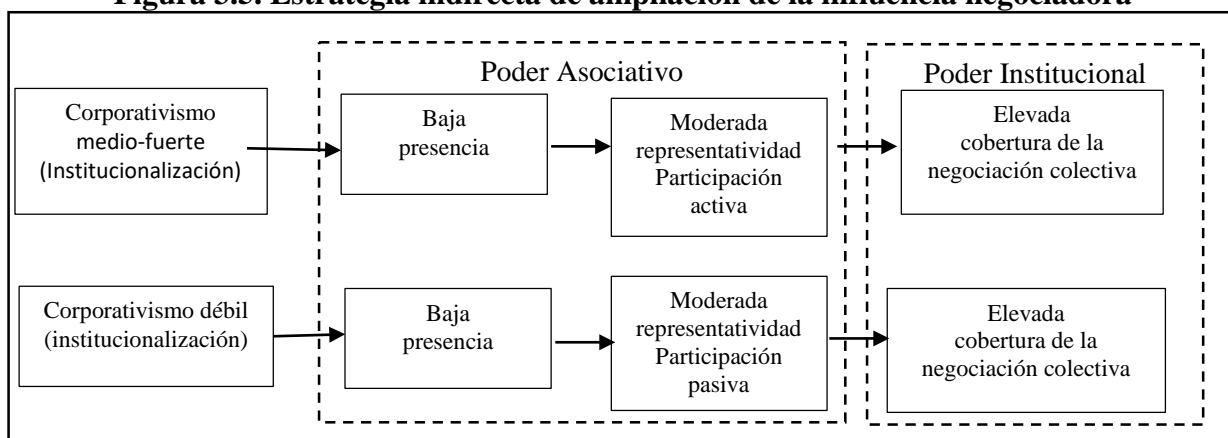 Figura 5.5. Estrategia indirecta de ampliación de la influencia negociadora
Poder Asociativo
Poder Institucional
Corporativismo
medio-fuerte
(Institucionalización)
Baja
presencia
Moderada
representatividad
Participación
activa
Elevada
cobertura de la
negociación colectiva
Corporativismo débil
(institucionalización)
Baja
presencia
Moderada
representatividad
Participación
pasiva
Elevada
cobertura de la
negociación colectiva